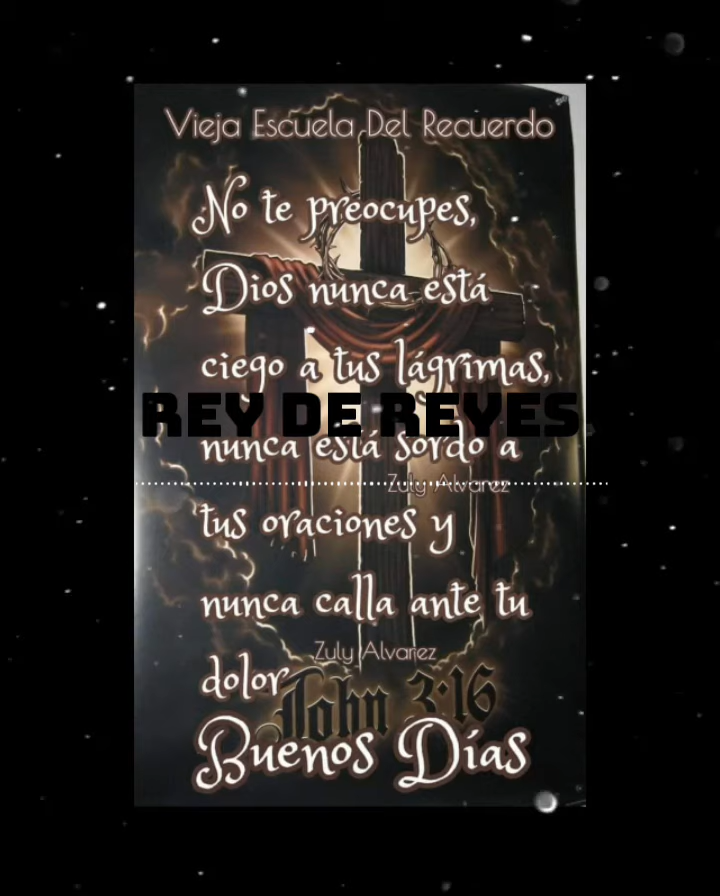 Vieja Escuela Del Recuerdo
No te preocupes,
Dios nunca está
ciego a tus lágrimas,
REY DE REYES
nunca está sordo a
Zuly Alvarez
tus oraciones y
nunca calla ante tu
Zuly Alvarez
dolor
John 3:16
Buenos Días